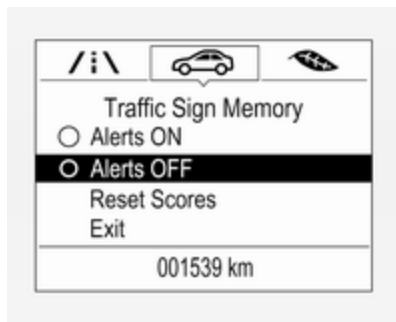 Traffic Sign Memory
Alerts ON
Alerts OFF
Reset Scores
Exit
001539 km